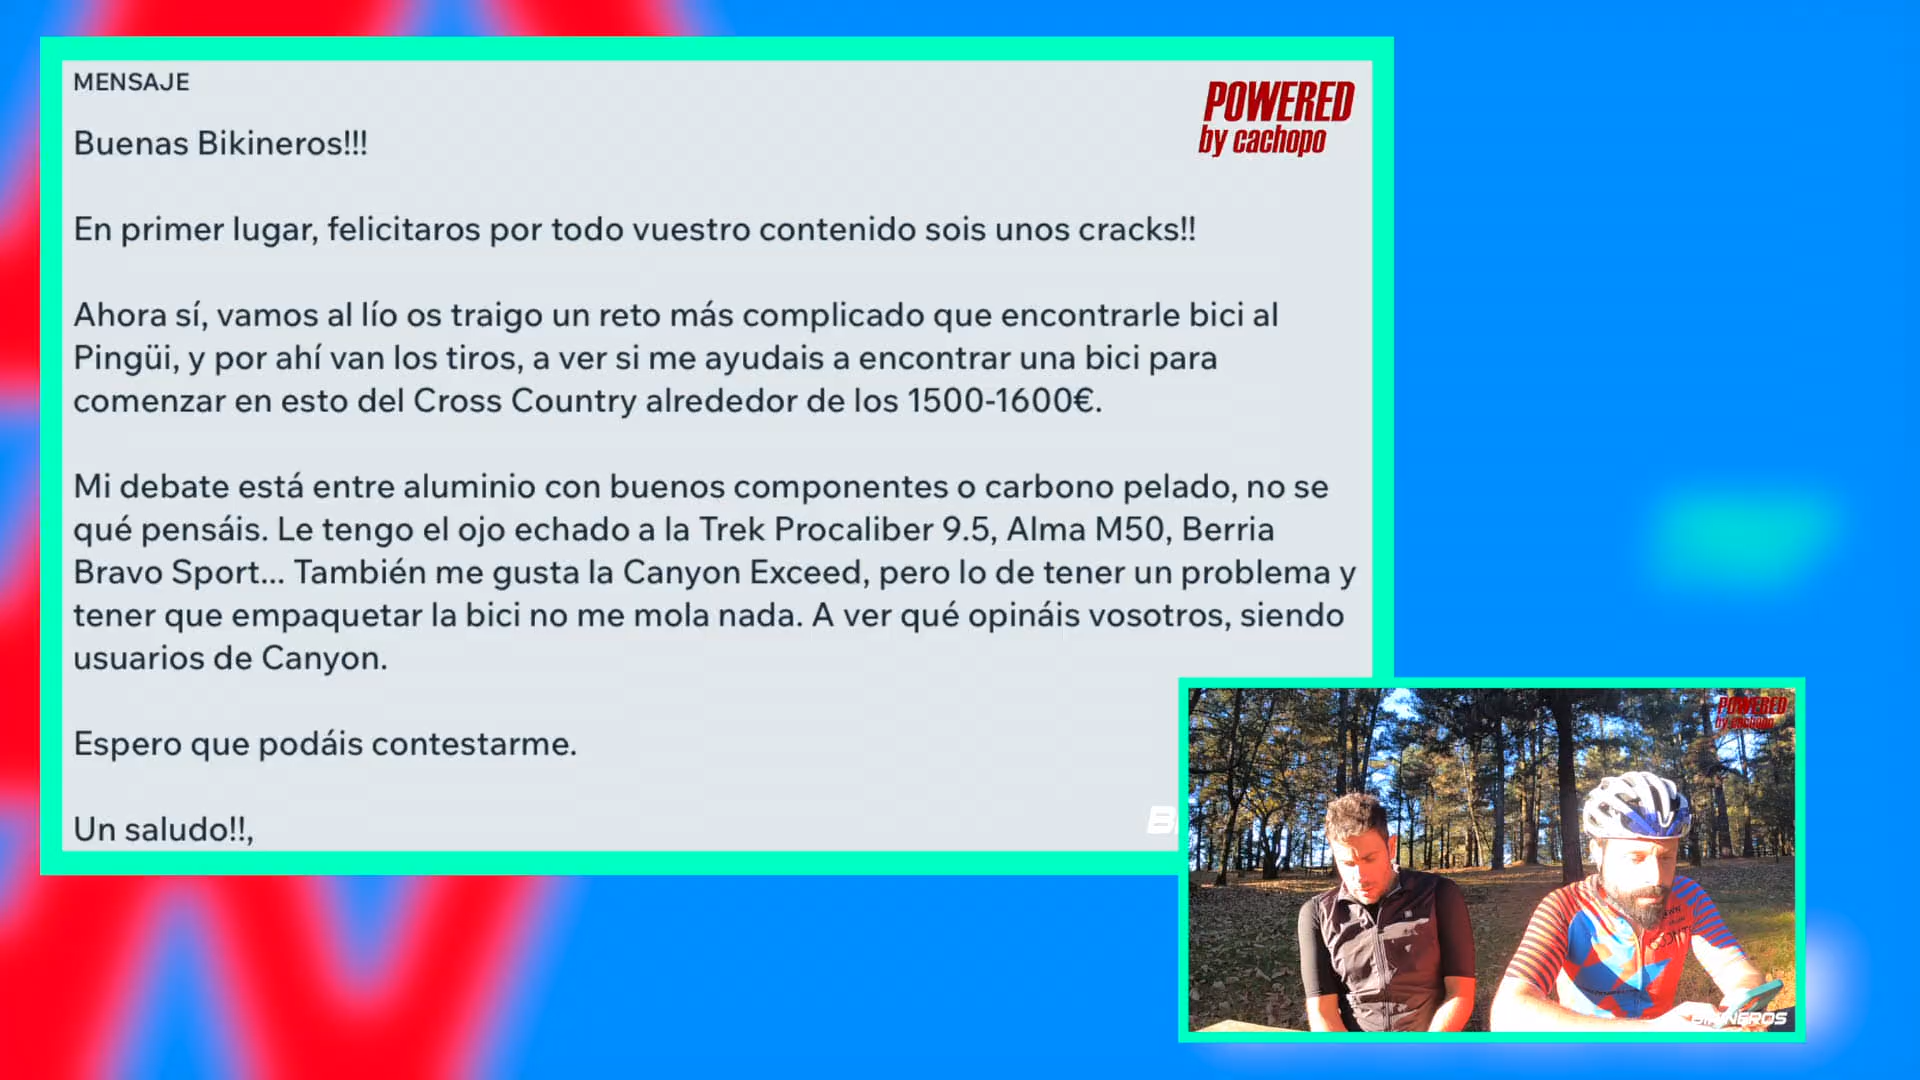 MENSAJE
POWERED
by cachopo
Buenas Bikineros!!!
En primer lugar, felicitaros por todo vuestro contenido sois unos cracks!!
Ahora sí, vamos al lío os traigo un reto más complicado que encontrarle bici al
Pingüi, y por ahí van los tiros, a ver si me ayudais a encontrar una bici para
comenzar en esto del Cross Country alrededor de los 1500-1600€.
Mi debate está entre aluminio con buenos componentes o carbono pelado, no se
qué pensáis. Le tengo el ojo echado a la Trek Procaliber 9.5, Alma M50, Berria
Bravo Sport... También me gusta la Canyon Exceed, pero lo de tener un problema y
tener que empaquetar la bici no me mola nada. A ver qué opináis vosotros, siendo
usuarios de Canyon.
Espero que podáis contestarme.
Un saludo!!,
POWERED
by cachopo
BIKINEROS